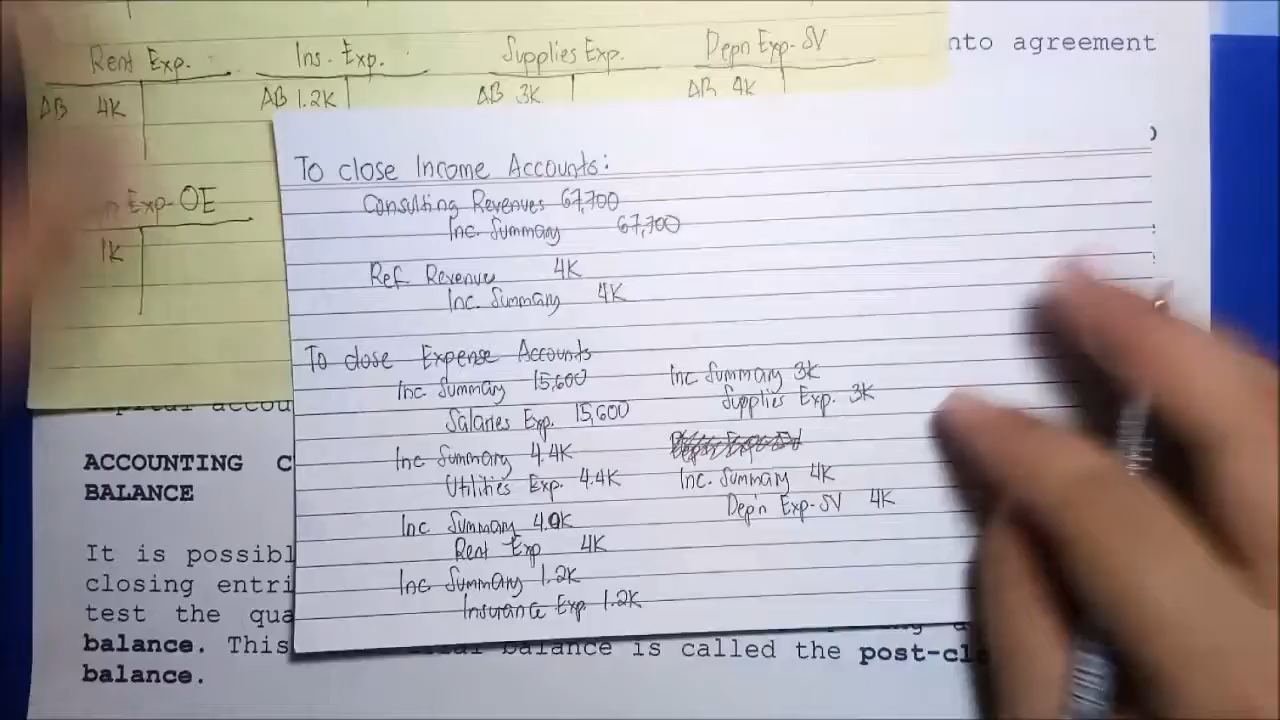 Rent Exp. Ins. Exp. Supplies Exp. Depn Exp-SV
nto agreement
AB 4K AB 1.2K AB 3K AB 4K
)
To close Income Accounts:
Consulting Revenues 67,700
Inc. Summary 67,700
Exp-OE
1K
Ref. Revenues 4K
Inc. Summary 4K
To close Expense Accounts
Inc Summary 15,600
Salaries Exp. 15,600
Inc Summary 4.4K
Utilities Exp. 4.4K
Inc Summary 4.0K
Rent Exp 4K
Inc Summary 1.2K
Insurance Exp. 1.2K
Inc Summary 3K
Supplies Exp. 3K
Inc. Summary 4K
Dep'n Exp-SV 4K
accou
ACCOUNTING C
BALANCE
It is possibl
closing entri
test the qua
balance. This balance is called the post-cl
balance.